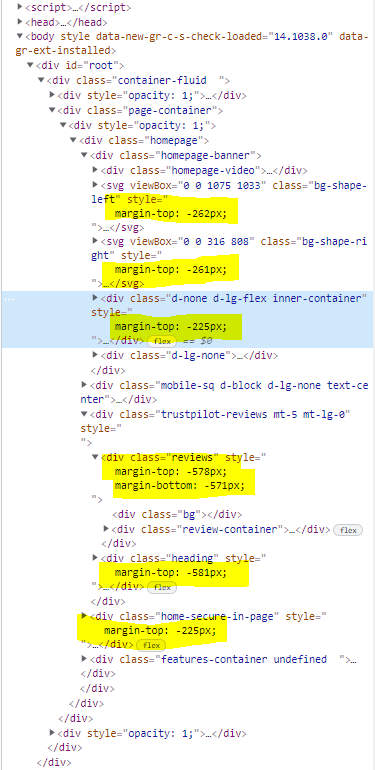 ▶<script>…</script>
▶<head>…</head>
▼<body style data-new-gr-c-s-check-loaded="14.1038.0" data-
gr-ext-installed>
▼<div id="root">
▼<div class="container-fluid  ">
▶<div style="opacity: 1;">…</div>
▼<div class="page-container">
▼<div style="opacity: 1;">
▼<div class="homepage">
▼<div class="homepage-banner">
▶<div class="homepage-video">…</div>
▶<svg viewBox="0 0 1075 1033" class="bg-shape-
left" style="
margin-top: -262px;
">…</svg>
▶<svg viewBox="0 0 316 808" class="bg-shape-ri
ght" style="
margin-top: -261px;
">…</svg>
… ▶<div class="d-none d-lg-flex inner-container"
style="
margin-top: -225px;
">…</div> flex == $0
▶<div class="d-lg-none">…</div>
</div>
▶<div class="mobile-sq d-block d-lg-none text-cen
ter">…</div>
▼<div class="trustpilot-reviews mt-5 mt-lg-0"
style="
">
▼<div class="reviews" style="
margin-top: -578px;
margin-bottom: -571px;
">
<div class="bg"></div>
▶<div class="review-container">…</div> flex
</div>
▶<div class="heading" style="
margin-top: -581px;
">…</div> flex
</div>
▶<div class="home-secure-in-page" style="
margin-top: -225px;
">…</div> flex
▶<div class="features-container undefined  ">…
</div>
</div>
</div>
</div>
▶<div style="opacity: 1;">…</div>
</div>
</div>